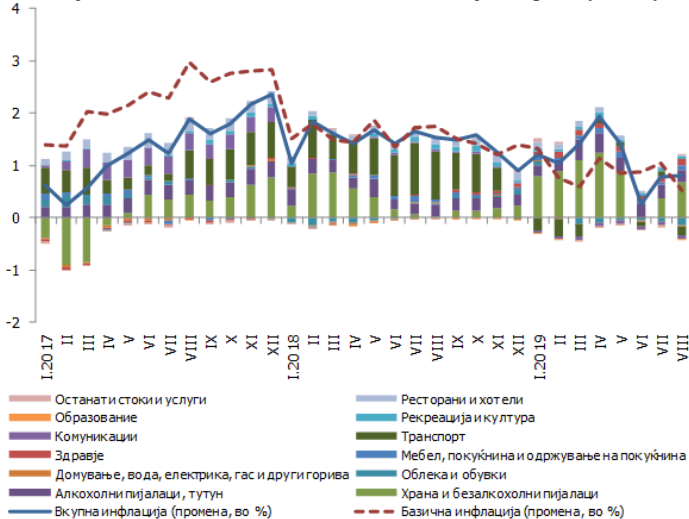 4
3
2
1
0
-1
-2
I.2017
II
III
IV
V
VI
VII
VIII
IX
X
XI
XII
I.2018
II
III
IV
V
VI
VII
VIII
IX
X
XI
XII
I.2019
II
III
IV
V
VI
VII
VIII
Останати стоки и услуги
Ресторани и хотели
Образование
Рекреација и култура
Комуникации
Транспорт
Здравје
Мебел, покуќнина и одржување на покуќнина
Домување, вода, електрика, гас и други горива
Облека и обувки
Алкохолни пијалаци, тутун
Храна и безалкохолни пијалаци
Вкупна инфлација (промена, во %)
Базична инфлација (промена, во %)